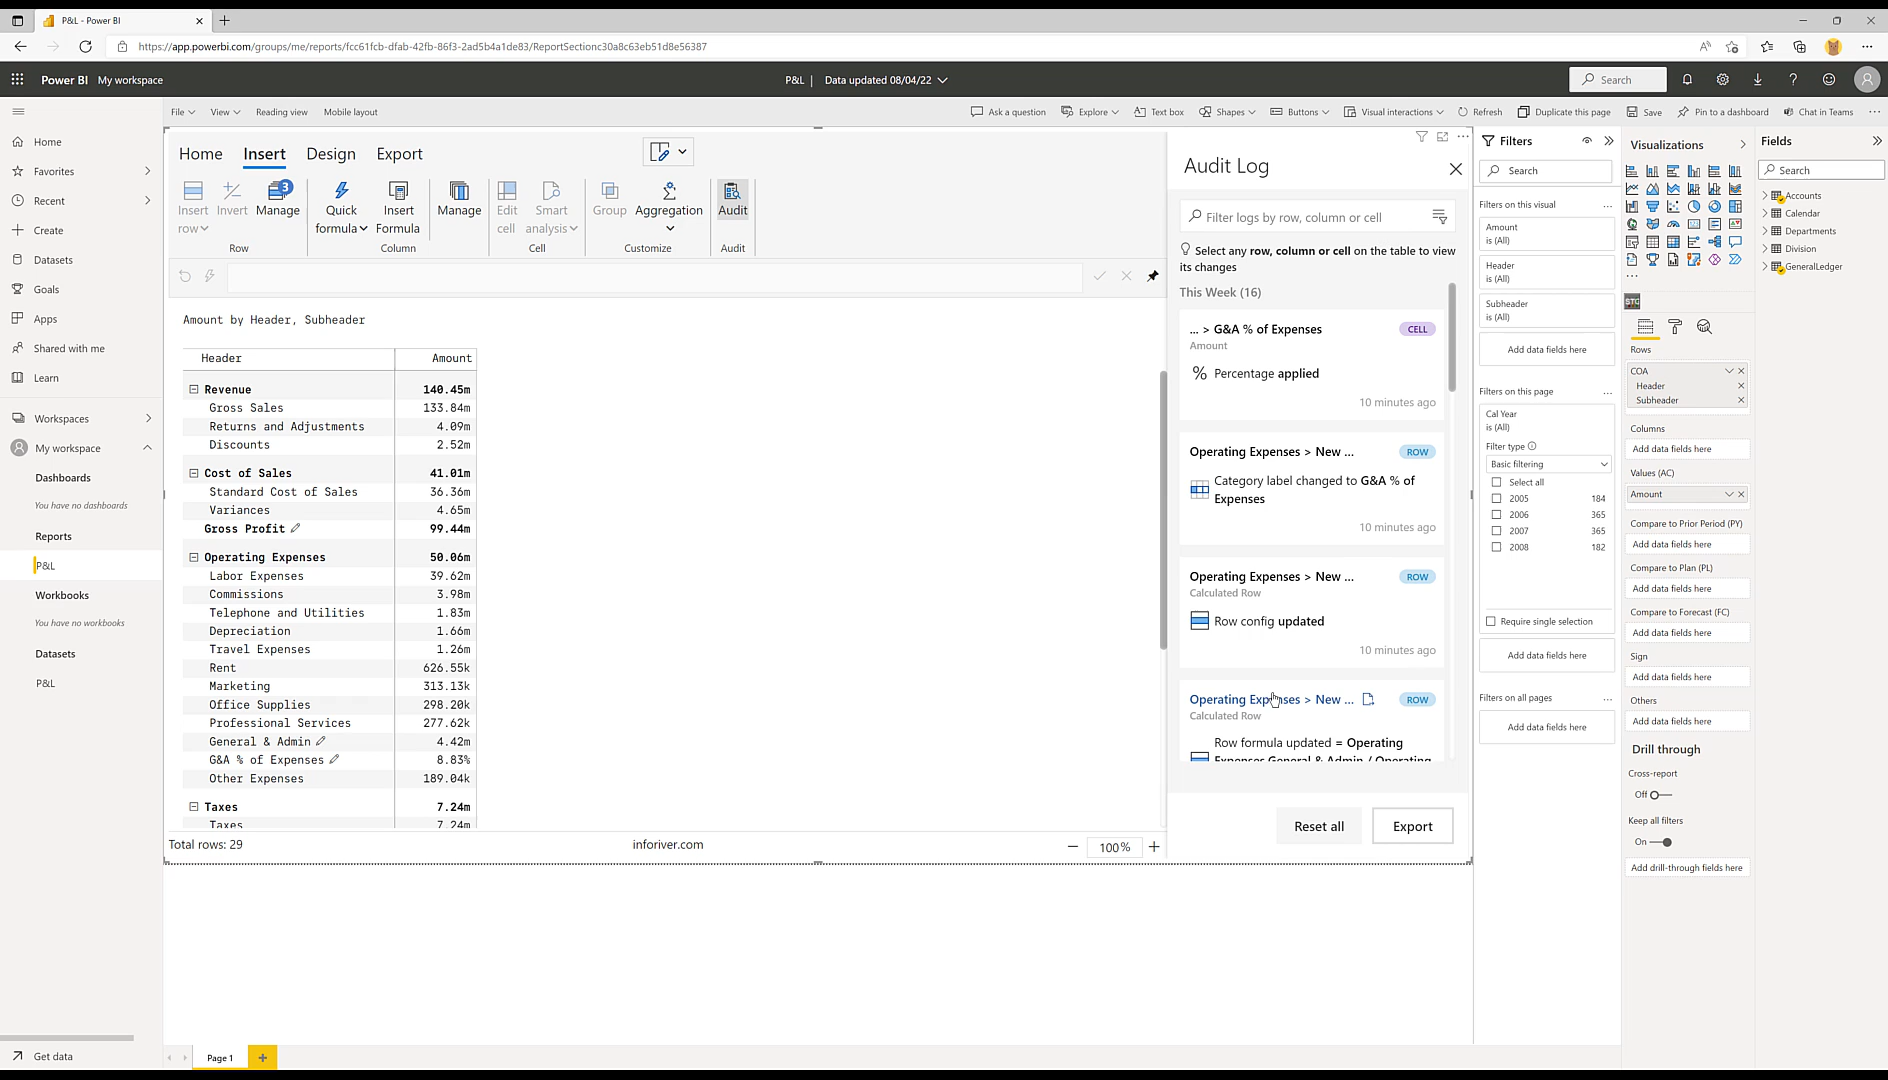 P&L - Power BI
https://app.powerbi.com/groups/me/reports/fcc61fcb-dfab-42fb-86f3-2ad5b4a1de83/ReportSectionc30a8c63eb51d8e56387
Power BI My workspace
P&L | Data updated 08/04/22
Search
File View Reading view Mobile layout
Ask a question Explore Text box Shapes Buttons Visual interactions Refresh Duplicate this page Save Pin to a dashboard Chat in Teams
Home
Favorites
Recent
Create
Datasets
Goals
Apps
Shared with me
Learn
Workspaces
My workspace
Dashboards
You have no dashboards
Reports
P&L
Workbooks
You have no workbooks
Datasets
P&L
Get data
Home Insert Design Export
Insert row
Invert
3
Manage
Row
Quick formula
Insert Formula
Manage
Column
Edit cell
Smart analysis
Cell
Group
Aggregation
Customize
Audit
Audit
Amount by Header, Subheader
Header Amount
Revenue 140.45m
Gross Sales 133.84m
Returns and Adjustments 4.09m
Discounts 2.52m
Cost of Sales 41.01m
Standard Cost of Sales 36.36m
Variances 4.65m
Gross Profit 99.44m
Operating Expenses 50.06m
Labor Expenses 39.62m
Commissions 3.98m
Telephone and Utilities 1.83m
Depreciation 1.66m
Travel Expenses 1.26m
Rent 626.55k
Marketing 313.13k
Office Supplies 298.20k
Professional Services 277.62k
General & Admin 4.42m
G&A % of Expenses 8.83%
Other Expenses 189.04k
Taxes 7.24m
Taxes 7.24m
Total rows: 29
inforiver.com
100%
Page 1
Audit Log
Filter logs by row, column or cell
Select any row, column or cell on the table to view
its changes
This Week (16)
... > G&A % of Expenses CELL
Amount
% Percentage applied
10 minutes ago
Operating Expenses > New ... ROW
Category label changed to G&A % of
Expenses
10 minutes ago
Operating Expenses > New ... ROW
Calculated Row
Row config updated
10 minutes ago
Operating Expenses > New ... ROW
Calculated Row
Row formula updated = Operating
Expenses General & Admin / Operating
Reset all Export
Filters
Search
Filters on this visual ...
Amount
is (All)
Header
is (All)
Subheader
is (All)
Add data fields here
Filters on this page ...
Cal Year
is (All)
Filter type
Basic filtering
Select all
2005 184
2006 365
2007 365
2008 182
Require single selection
Add data fields here
Filters on all pages ...
Add data fields here
Visualizations
...
Rows
COA
Header
Subheader
Columns
Add data fields here
Values (AC)
Amount
Compare to Prior Period (PY)
Add data fields here
Compare to Plan (PL)
Add data fields here
Compare to Forecast (FC)
Add data fields here
Sign
Add data fields here
Others
Add data fields here
Drill through
Cross-report
Off
Keep all filters
On
Add drill-through fields here
Fields
Search
Accounts
Calendar
Departments
Division
GeneralLedger